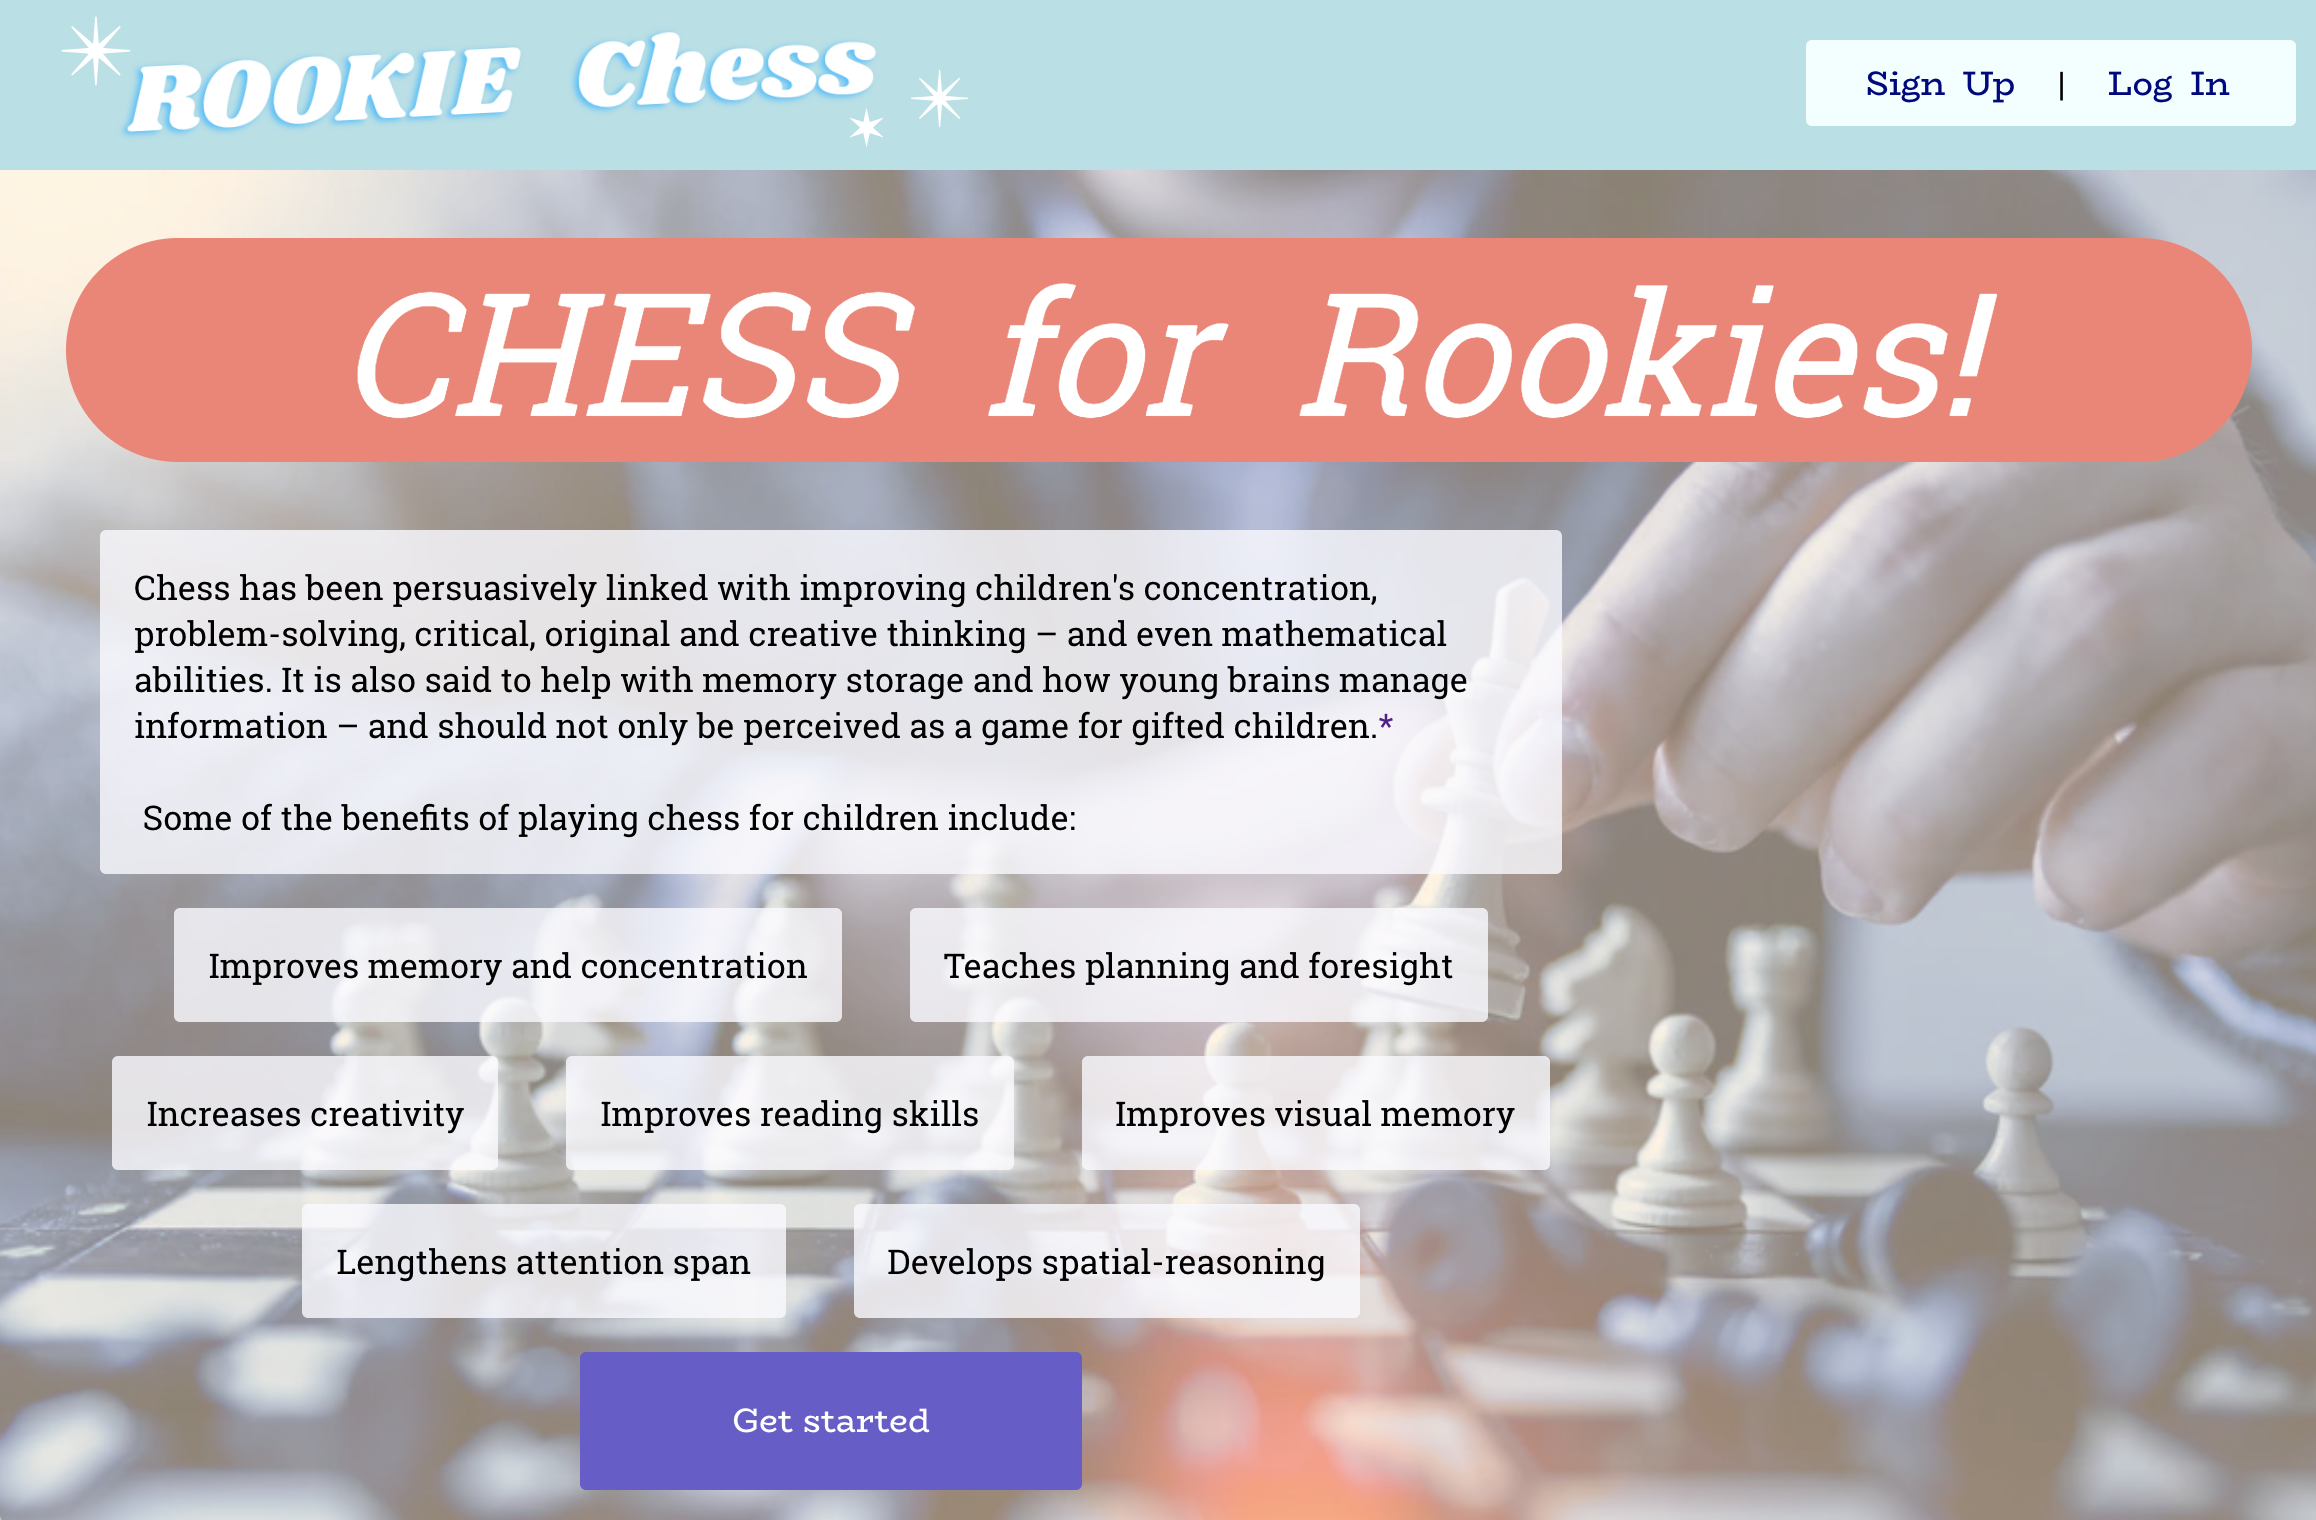 ROOKIE Chess
Sign Up | Log In
CHESS for Rookies!
Chess has been persuasively linked with improving children's concentration,
problem-solving, critical, original and creative thinking – and even mathematical
abilities. It is also said to help with memory storage and how young brains manage
information – and should not only be perceived as a game for gifted children.*
Some of the benefits of playing chess for children include:
Improves memory and concentration
Teaches planning and foresight
Increases creativity
Improves reading skills
Improves visual memory
Lengthens attention span
Develops spatial-reasoning
Get started